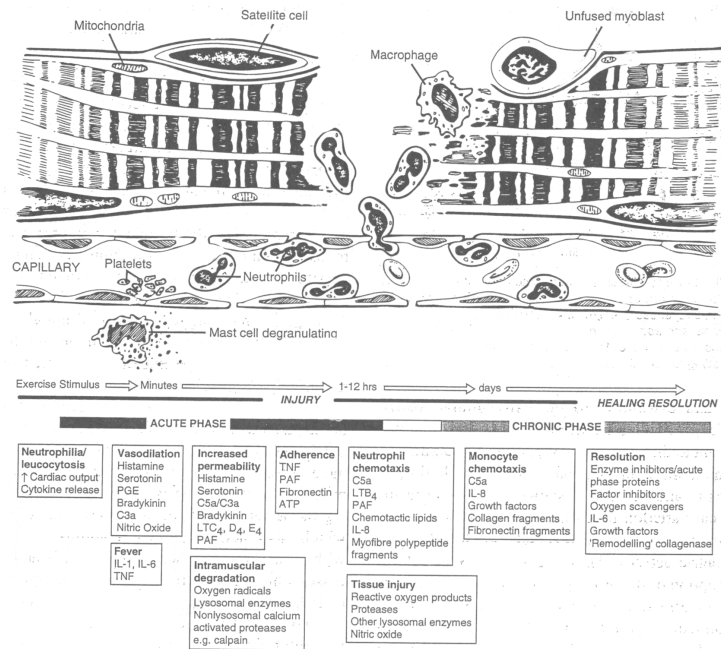 Mitochondria
Satellite cell
Unfused myoblast
Macrophage
CAPILLARY
Platelets
Neutrophils
Mast cell degranulating
Exercise Stimulus
Minutes
INJURY
1-12 hrs
days
HEALING RESOLUTION
ACUTE PHASE
CHRONIC PHASE
Neutrophilia/
leucocytosis
↑ Cardiac output
Cytokine release
Vasodilation
Histamine
Serotonin
PGE
Bradykinin
C3a
Nitric Oxide
Fever
IL-1, IL-6
TNF
Increased
permeability
Histamine
Serotonin
C5a/C3a
Bradykinin
LTC4, D4, E4
PAF
Intramuscular
degradation
Oxygen radicals
Lysosomal enzymes
Nonlysosomal calcium
activated proteases
e.g. calpain
Adherence
TNF
PAF
Fibronectin
ATP
Neutrophil
chemotaxis
C5a
LTB4
PAF
Chemotactic lipids
IL-8
Myofibre polypeptide
fragments
Tissue injury
Reactive oxygen products
Proteases
Other lysosomal enzymes
Nitric oxide
Monocyte
chemotaxis
C5a
IL-8
Growth factors
Collagen fragments
Fibronectin fragments
Resolution
Enzyme inhibitors/acute
phase proteins
Factor inhibitors
Oxygen scavengers
IL-6
Growth factors
'Remodelling' collagenase